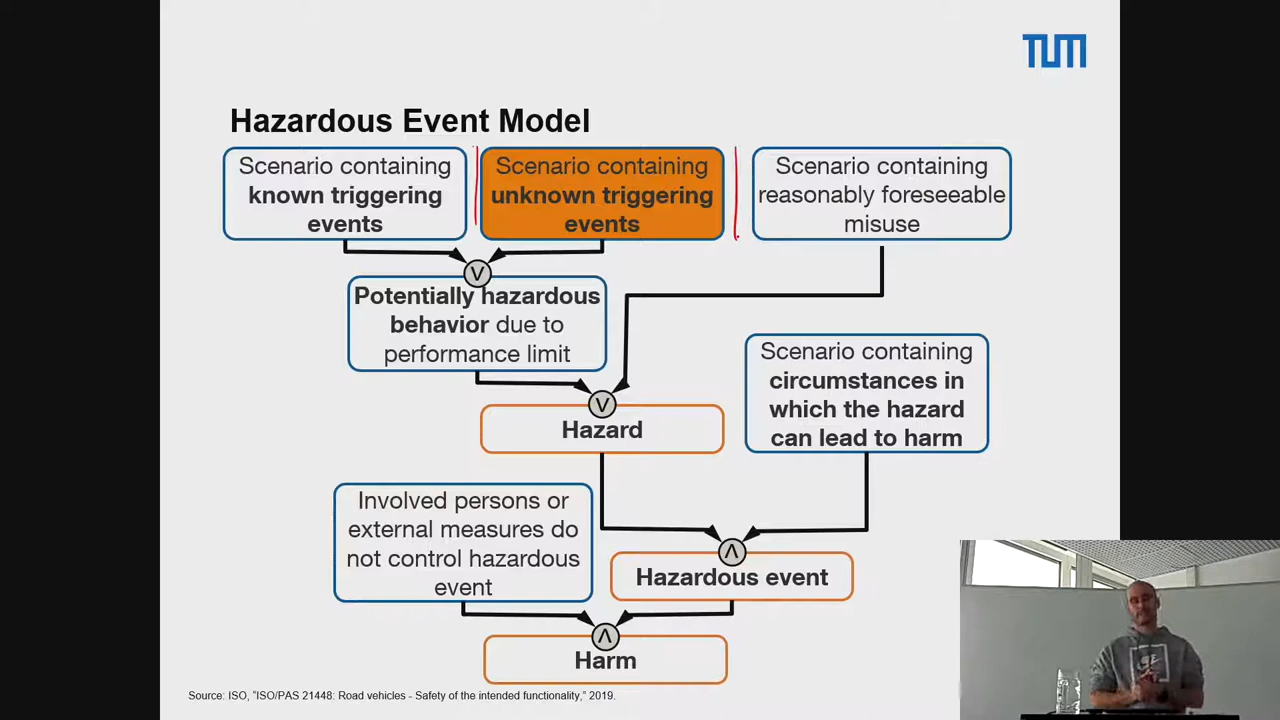 TUM
Hazardous Event Model
Scenario containing
known triggering
events
Scenario containing
unknown triggering
events
Scenario containing
reasonably foreseeable
misuse
V
Potentially hazardous
behavior due to
performance limit
Scenario containing
circumstances in
which the hazard
can lead to harm
V
Hazard
Involved persons or
external measures do
not control hazardous
event
Λ
Hazardous event
Λ
Harm
Source: ISO, "ISO/PAS 21448: Road vehicles - Safety of the intended functionality," 2019.